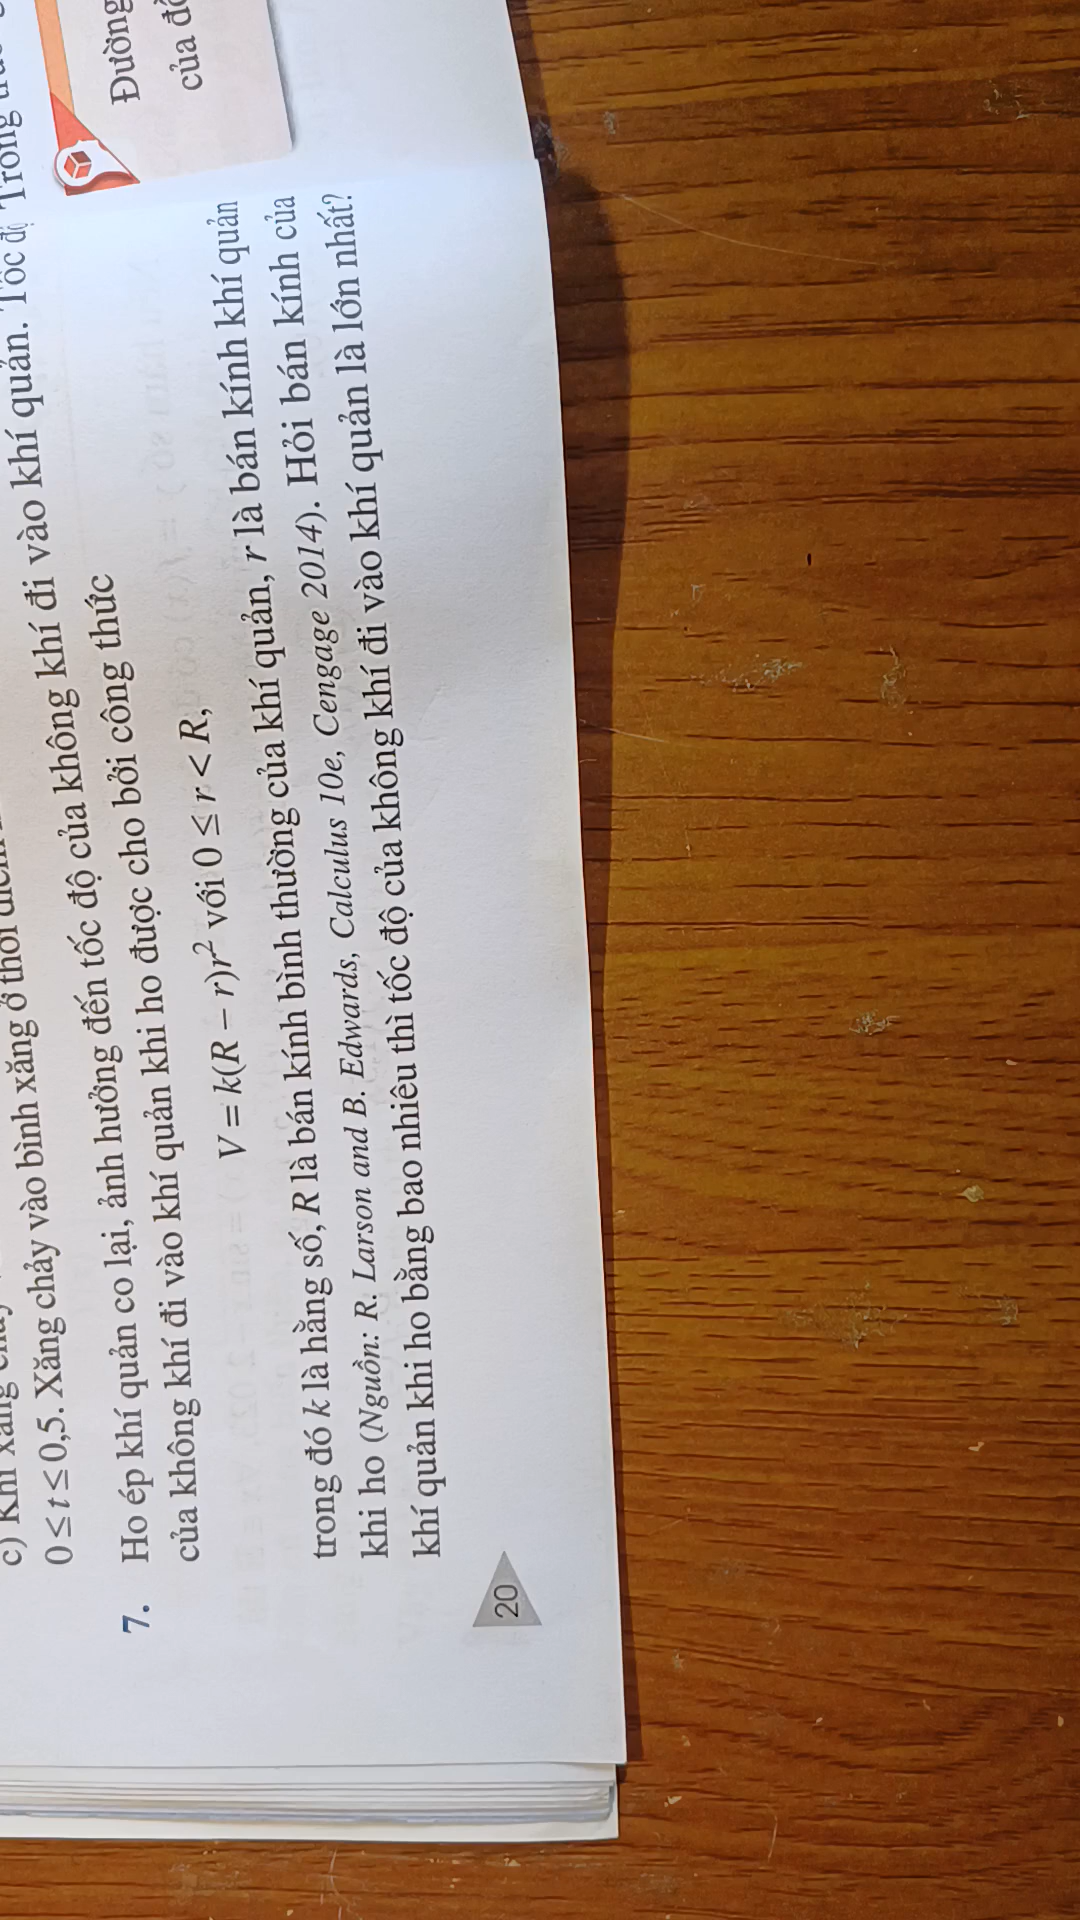 c) Khi xăng
0 ≤ t ≤ 0,5. Xăng chảy vào bình xăng ở thời điểm
7. Ho ép khí quản co lại, ảnh hưởng đến tốc độ của không khí đi vào khí quản. Tốc độ
của không khí đi vào khí quản khi ho được cho bởi công thức
V = k(R – r)r² với 0 ≤ r < R,
trong đó k là hằng số, R là bán kính bình thường của khí quản, r là bán kính khí quản
khi ho (Nguồn: R. Larson and B. Edwards, Calculus 10e, Cengage 2014). Hỏi bán kính của
khí quản khi ho bằng bao nhiêu thì tốc độ của không khí đi vào khí quản là lớn nhất?
20
Trong
Đường
của